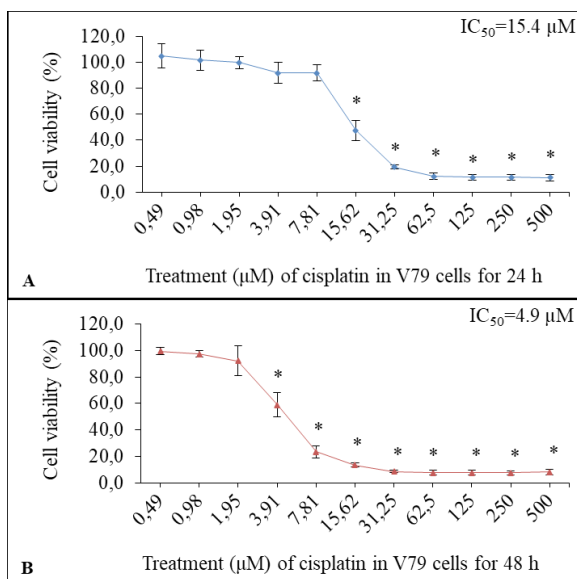 IC50=15.4 µM
Cell viability (%)
120,0
100,0
80,0
60,0
40,0
20,0
0,0
* * * * * *
0,49 0,98 1,95 3,91 7,81 15,62 31,25 62,5 125 250 500
A Treatment (µM) of cisplatin in V79 cells for 24 h
IC50=4.9 µM
Cell viability (%)
120,0
100,0
80,0
60,0
40,0
20,0
0,0
* * * * * * * *
0,49 0,98 1,95 3,91 7,81 15,62 31,25 62,5 125 250 500
B Treatment (µM) of cisplatin in V79 cells for 48 h